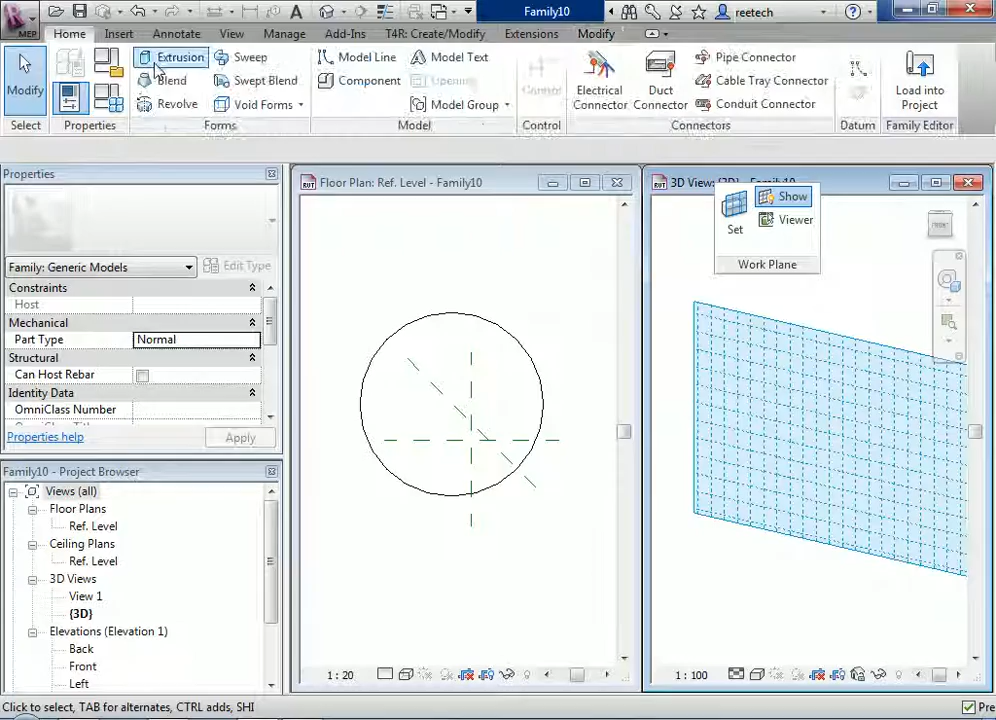 Family10
reetech
MEP
Home Insert Annotate View Manage Add-Ins T4R: Create/Modify Extensions Modify
Modify
Select
Properties
Extrusion
Blend
Revolve
Sweep
Swept Blend
Void Forms
Forms
Model Line
Component
Model Text
Opening
Model Group
Model
Control
Control
Electrical
Connector
Duct
Connector
Pipe Connector
Cable Tray Connector
Conduit Connector
Connectors
Datum
Load into
Project
Family Editor
Properties
Family: Generic Models
Edit Type
Constraints
Host
Mechanical
Part Type Normal
Structural
Can Host Rebar
Identity Data
OmniClass Number
Properties help
Apply
Family10 - Project Browser
Views (all)
Floor Plans
Ref. Level
Ceiling Plans
Ref. Level
3D Views
View 1
{3D}
Elevations (Elevation 1)
Back
Front
Left
Floor Plan: Ref. Level - Family10
1 : 20
Show
Viewer
Set
Work Plane
FRONT
1 : 100
Click to select, TAB for alternates, CTRL adds, SHI
Pre